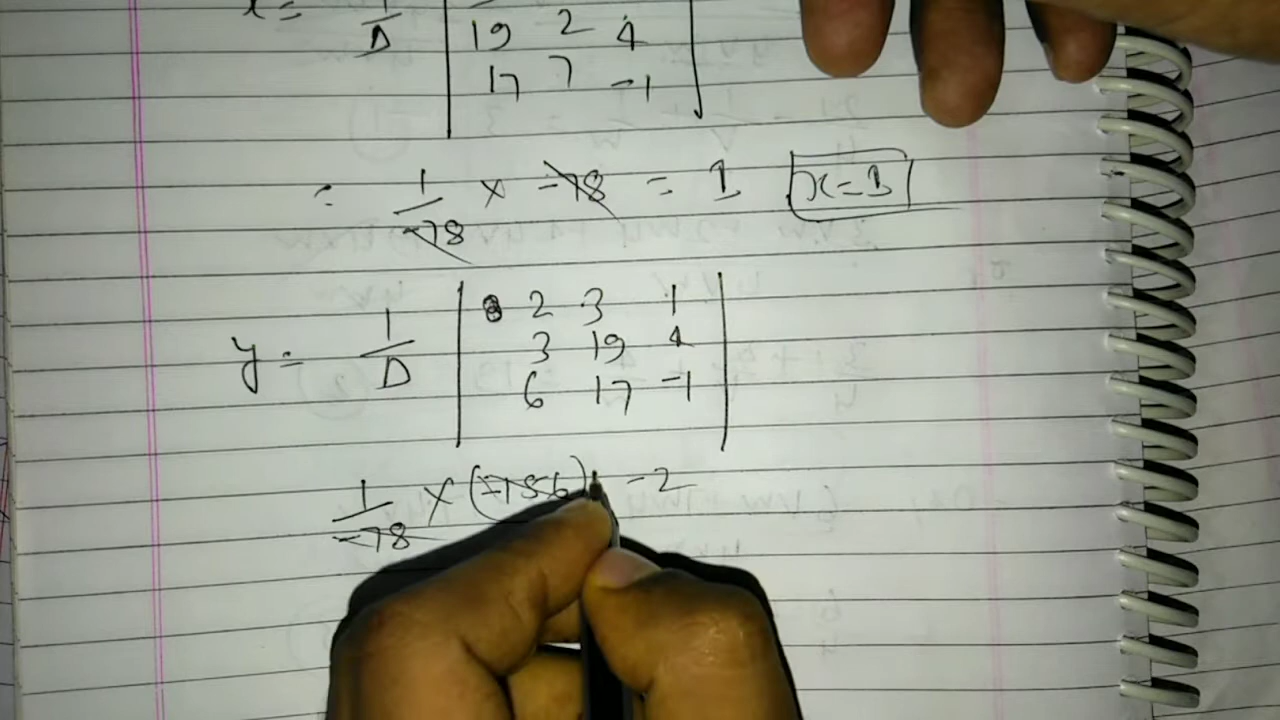 x = 1/D | 19 2 4
17 7 -1 |
= 1/-78 × -78 = 1 x=1
y = 1/D | 2 3 1
3 19 4
6 17 -1 |
1/-78 × (-156) -2